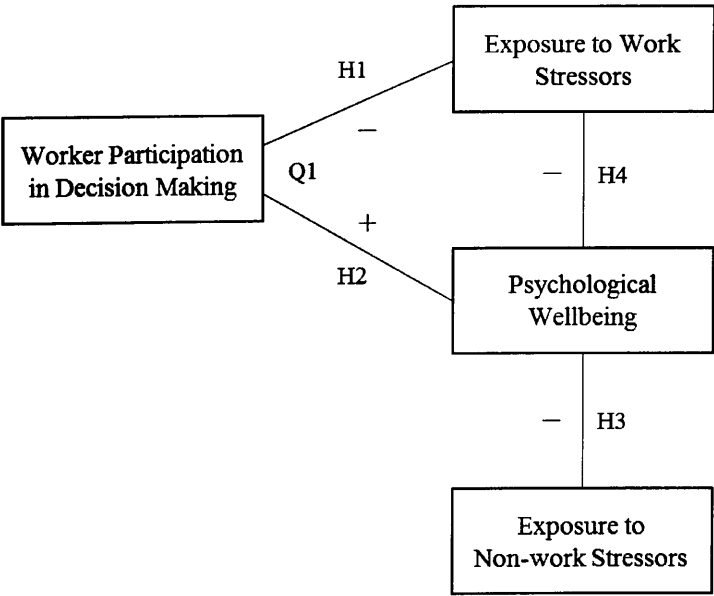 Exposure to Work
Stressors
H1
−
Worker Participation
in Decision Making
Q1
− H4
+
H2
Psychological
Wellbeing
− H3
Exposure to
Non-work Stressors